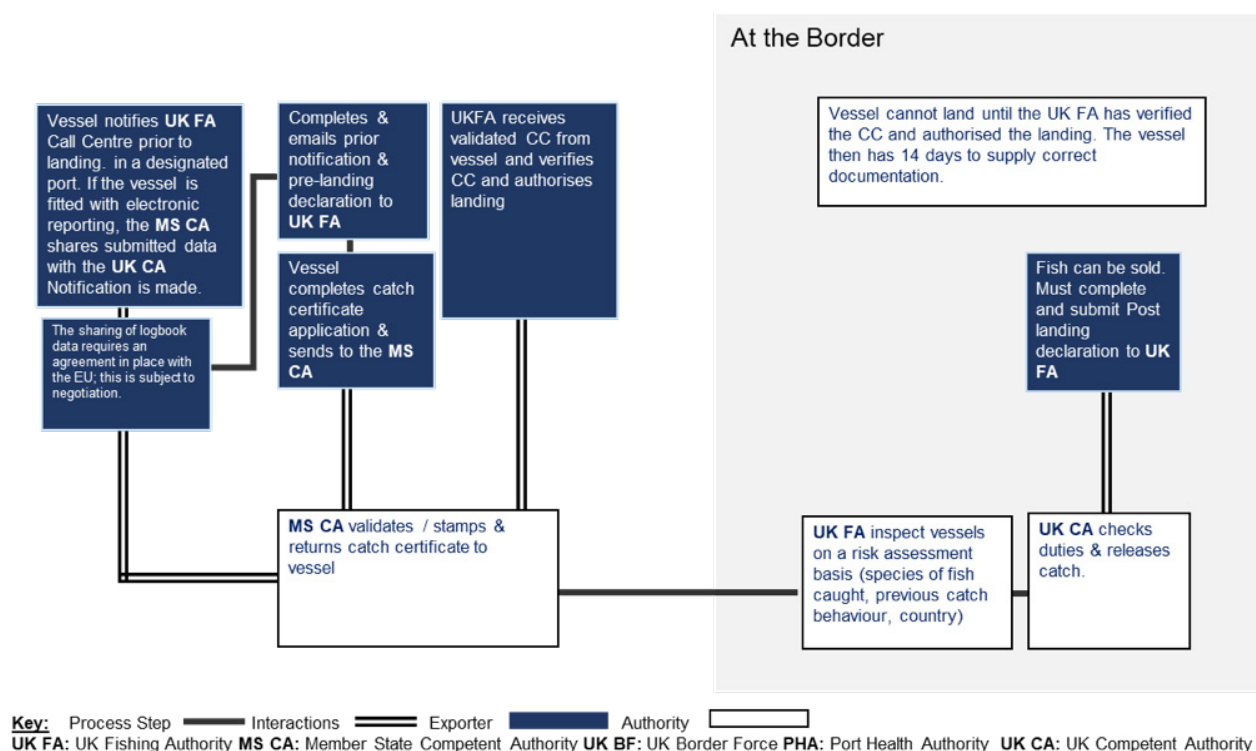 At the Border
Vessel notifies UK FA
Call Centre prior to
landing. in a designated
port. If the vessel is
fitted with electronic
reporting, the MS CA
shares submitted data
with the UK CA
Notification is made.
The sharing of logbook
data requires an
agreement in place with
the EU; this is subject to
negotiation.
Completes &
emails prior
notification &
pre-landing
declaration to
UK FA
Vessel
completes catch
certificate
application &
sends to the MS
CA
UKFA receives
validated CC from
vessel and verifies
CC and authorises
landing
Vessel cannot land until the UK FA has verified
the CC and authorised the landing. The vessel
then has 14 days to supply correct
documentation.
Fish can be sold.
Must complete
and submit Post
landing
declaration to UK
FA
MS CA validates / stamps &
returns catch certificate to
vessel
UK FA inspect vessels
on a risk assessment
basis (species of fish
caught, previous catch
behaviour, country)
UK CA checks
duties & releases
catch.
Key: Process Step Interactions Exporter Authority
UK FA: UK Fishing Authority MS CA: Member State Competent Authority UK BF: UK Border Force PHA: Port Health Authority UK CA: UK Competent Authority